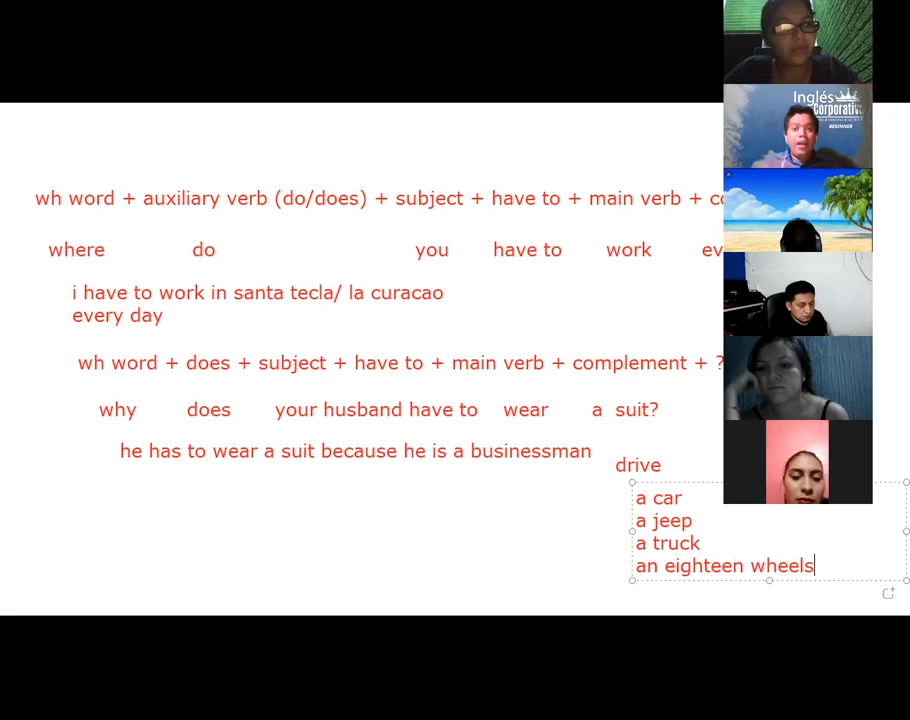 wh word + auxiliary verb (do/does) + subject + have to + main verb +
where do you have to work
i have to work in santa tecla/ la curacao
every day
wh word + does + subject + have to + main verb + complement + ?
why does your husband have to wear a suit?
he has to wear a suit because he is a businessman
drive
a car
a jeep
a truck
an eighteen wheels
Inglés
Corporativo
BEGINNER